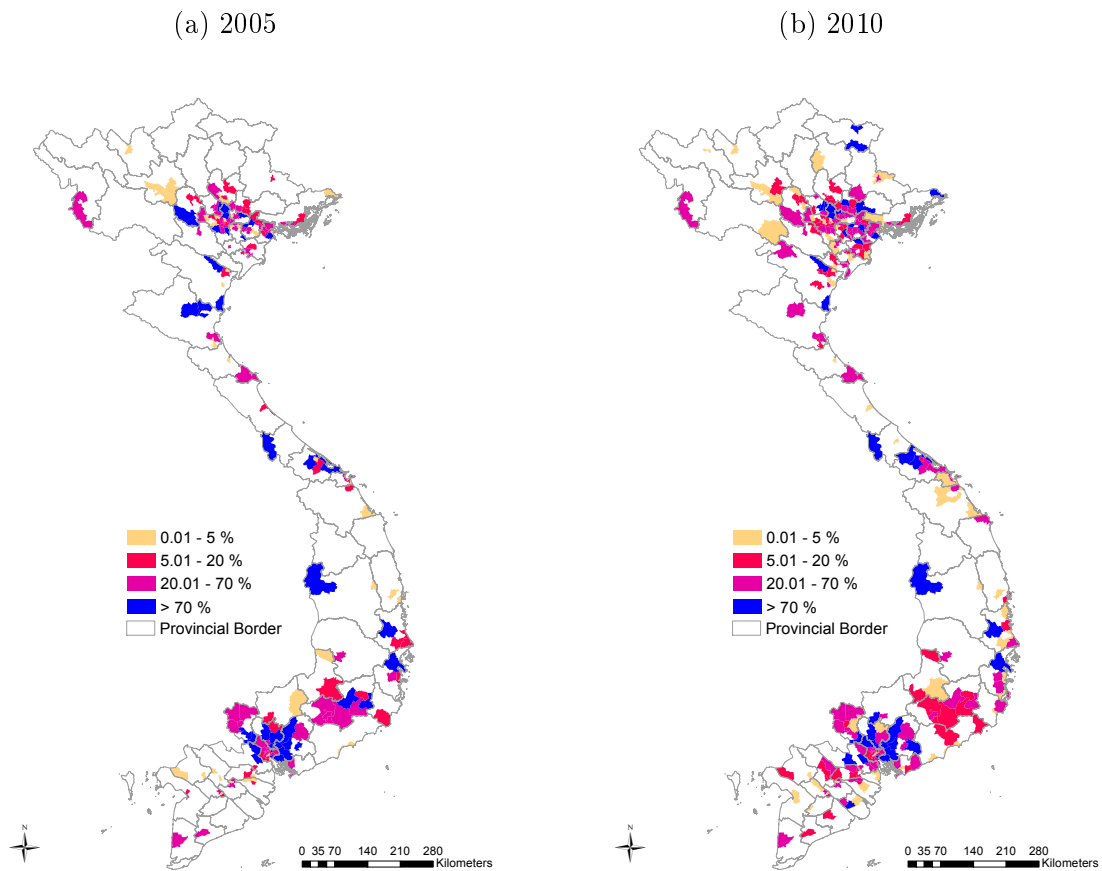 (a) 2005
(b) 2010
0.01 - 5 %
5.01 - 20 %
20.01 - 70 %
> 70 %
Provincial Border
0.01 - 5 %
5.01 - 20 %
20.01 - 70 %
> 70 %
Provincial Border
N
0 35 70 140 210 280
Kilometers
N
0 35 70 140 210 280
Kilometers